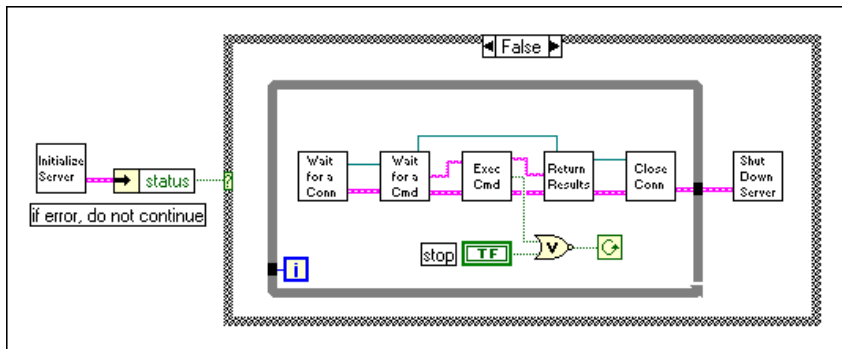 False
Initialize
Server
status
?
if error, do not continue
Wait
for a
Conn
Wait
for a
Cmd
Exec
Cmd
Return
Results
Close
Conn
Shut
Down
Server
stop
TF
V
i